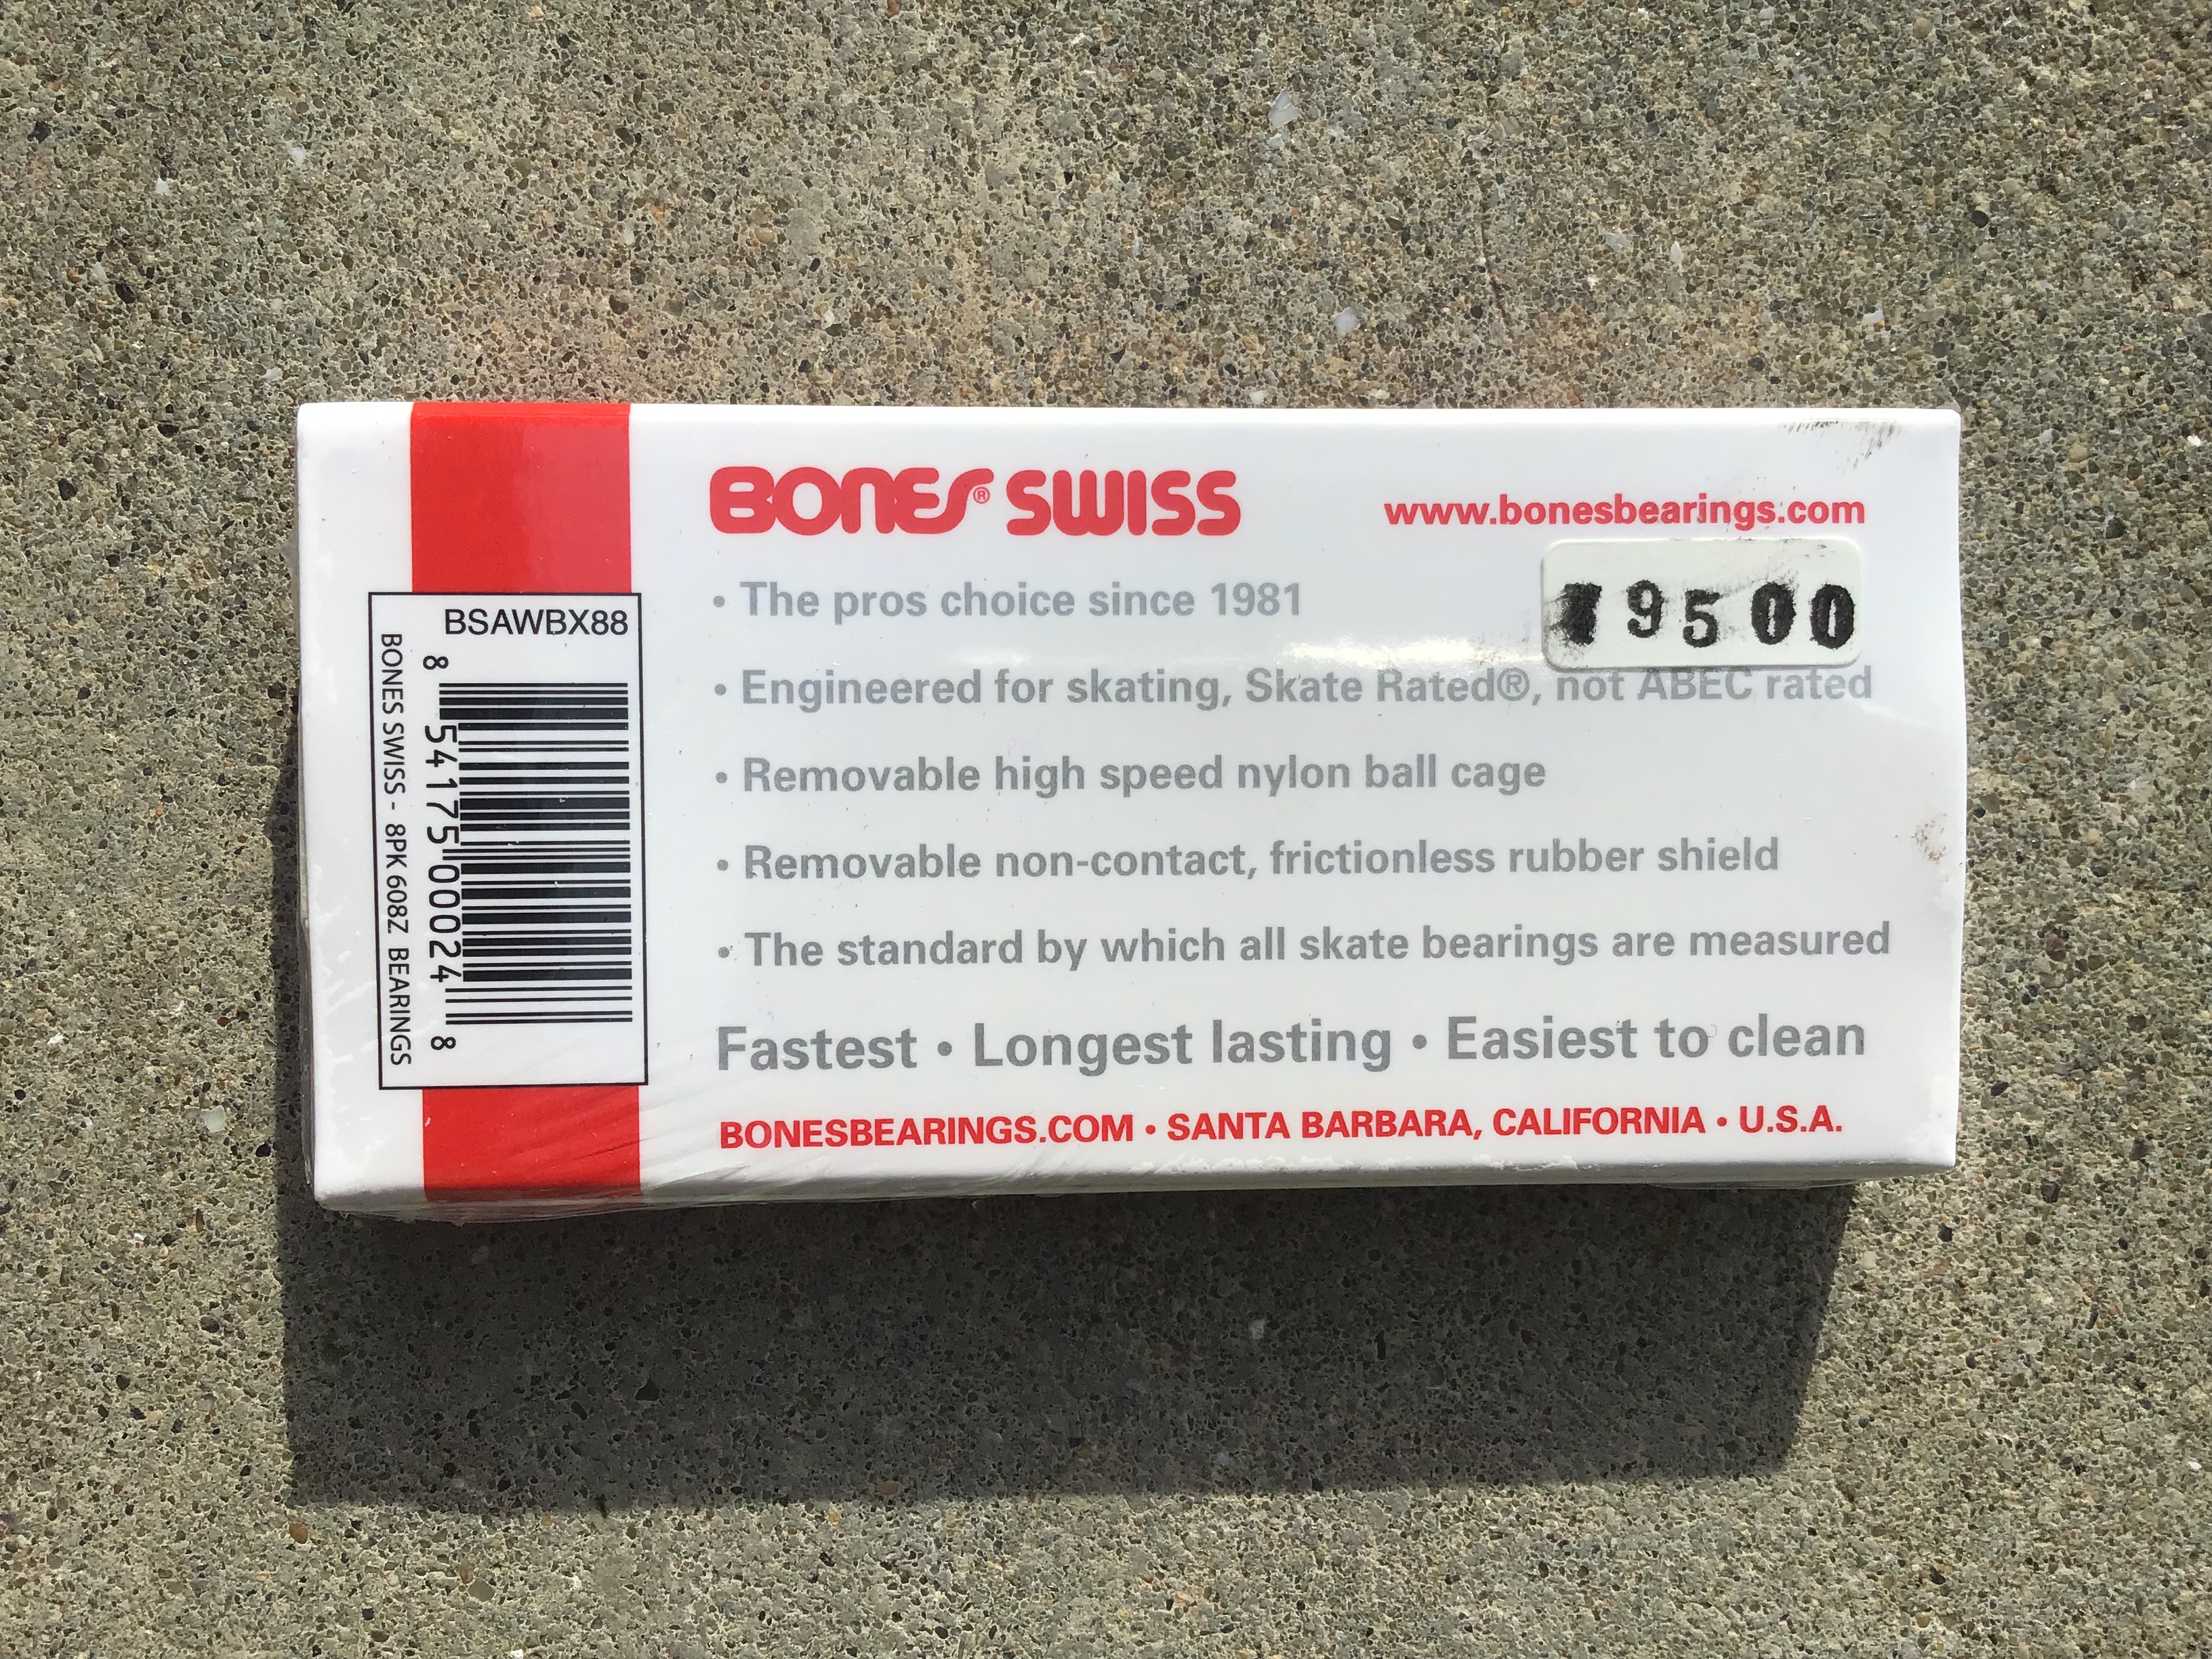 BONES® SWISS
www.bonesbearings.com
9500
• The pros choice since 1981
• Engineered for skating, Skate Rated®, not ABEC rated
• Removable high speed nylon ball cage
• Removable non-contact, frictionless rubber shield
• The standard by which all skate bearings are measured
Fastest • Longest lasting • Easiest to clean
BONESBEARINGS.COM • SANTA BARBARA, CALIFORNIA • U.S.A.
BSAWBX88
8 54175 00024 8
BONES SWISS - 8PK 608Z BEARINGS